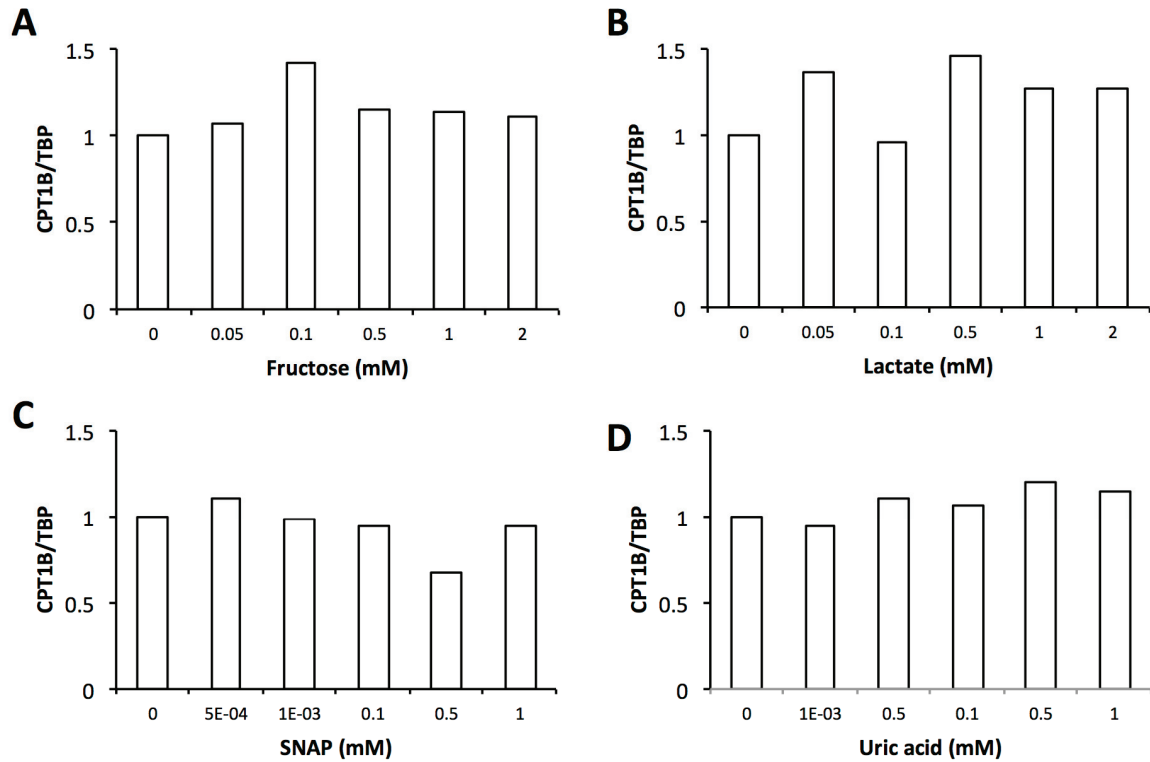 A
CPT1B/TBP
1.5
1
0.5
0
0 0.05 0.1 0.5 1 2
Fructose (mM)
B
CPT1B/TBP
1.5
1
0.5
0
0 0.05 0.1 0.5 1 2
Lactate (mM)
C
CPT1B/TBP
1.5
1
0.5
0
0 5E-04 1E-03 0.1 0.5 1
SNAP (mM)
D
CPT1B/TBP
1.5
1
0.5
0
0 1E-03 0.5 0.1 0.5 1
Uric acid (mM)